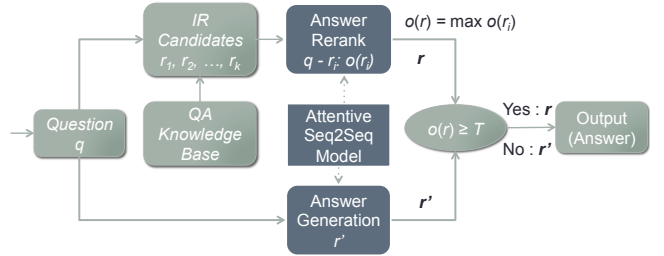 Question
q
IR
Candidates
r1, r2, …, rk
QA
Knowledge
Base
Answer
Rerank
q - ri: o(ri)
Attentive
Seq2Seq
Model
Answer
Generation
r'
o(r) = max o(ri)
r
r'
o(r) ≥ T
Yes : r
No : r'
Output
(Answer)